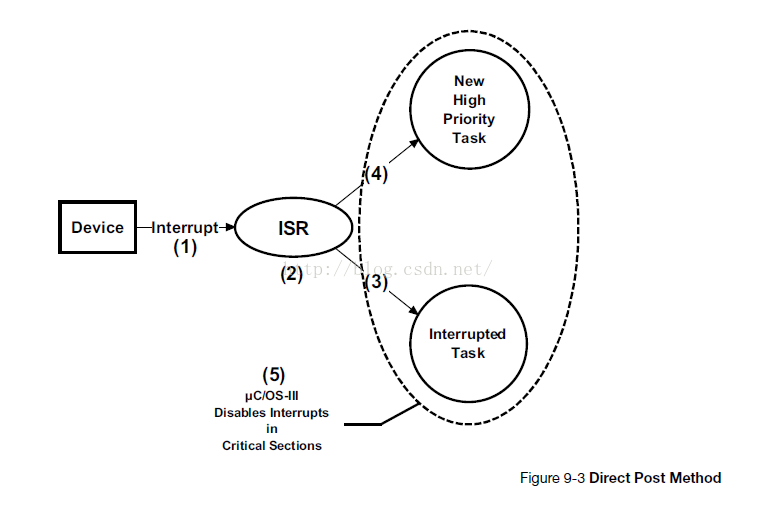 New
High
Priority
Task
(4)
Device
Interrupt
(1)
ISR
(2)
http://blog.csdn.net/
(3)
Interrupted
Task
(5)
µC/OS-III
Disables Interrupts
in
Critical Sections
Figure 9-3 Direct Post Method